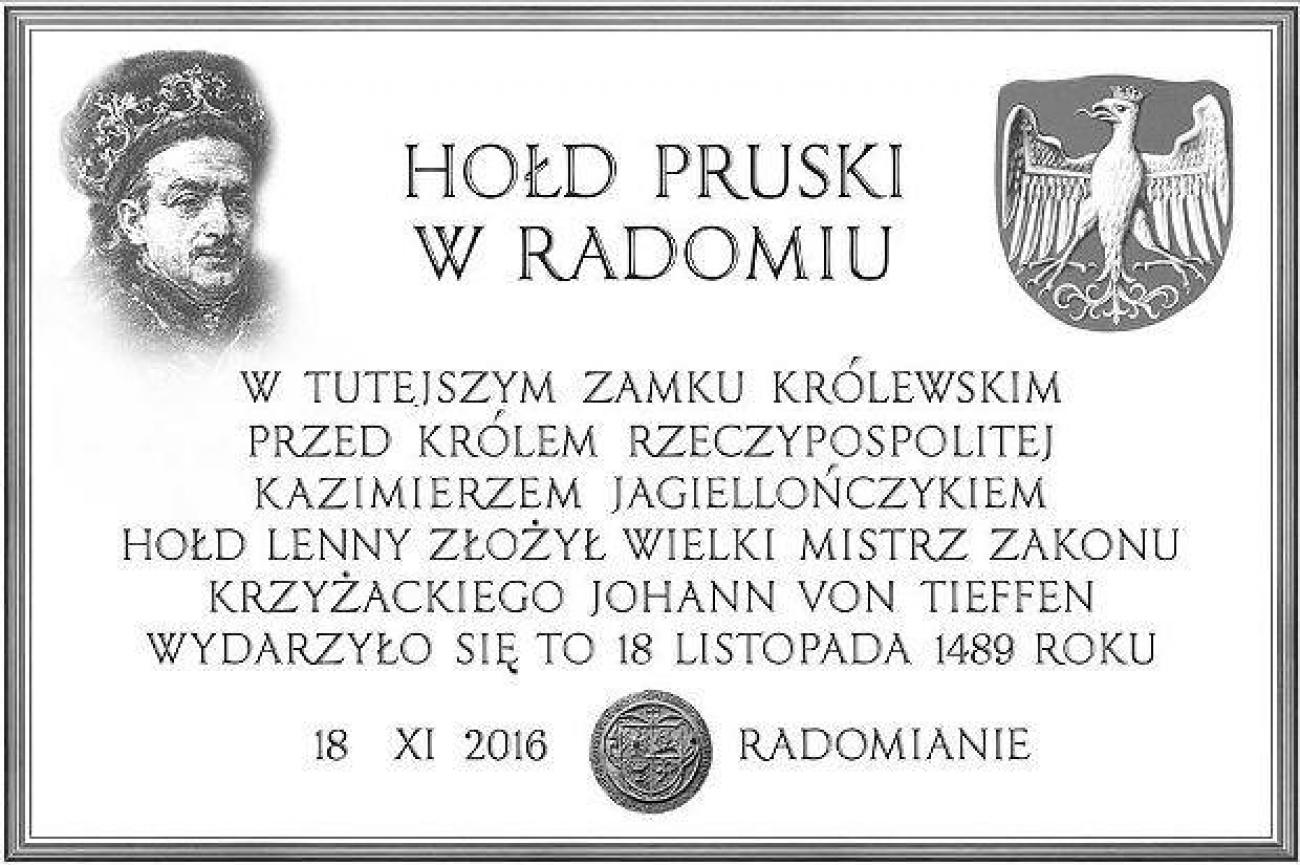 HOŁD PRUSKI
W RADOMIU
W TUTEJSZYM ZAMKU KRÓLEWSKIM
PRZED KRÓLEM RZECZYPOSPOLITEJ
KAZIMIERZEM JAGIELLOŃCZYKIEM
HOŁD LENNY ZŁOŻYŁ WIELKI MISTRZ ZAKONU
KRZYŻACKIEGO JOHANN VON TIEFFEN
WYDARZYŁO SIĘ TO 18 LISTOPADA 1489 ROKU
18 XI 2016 RADOMIANIE